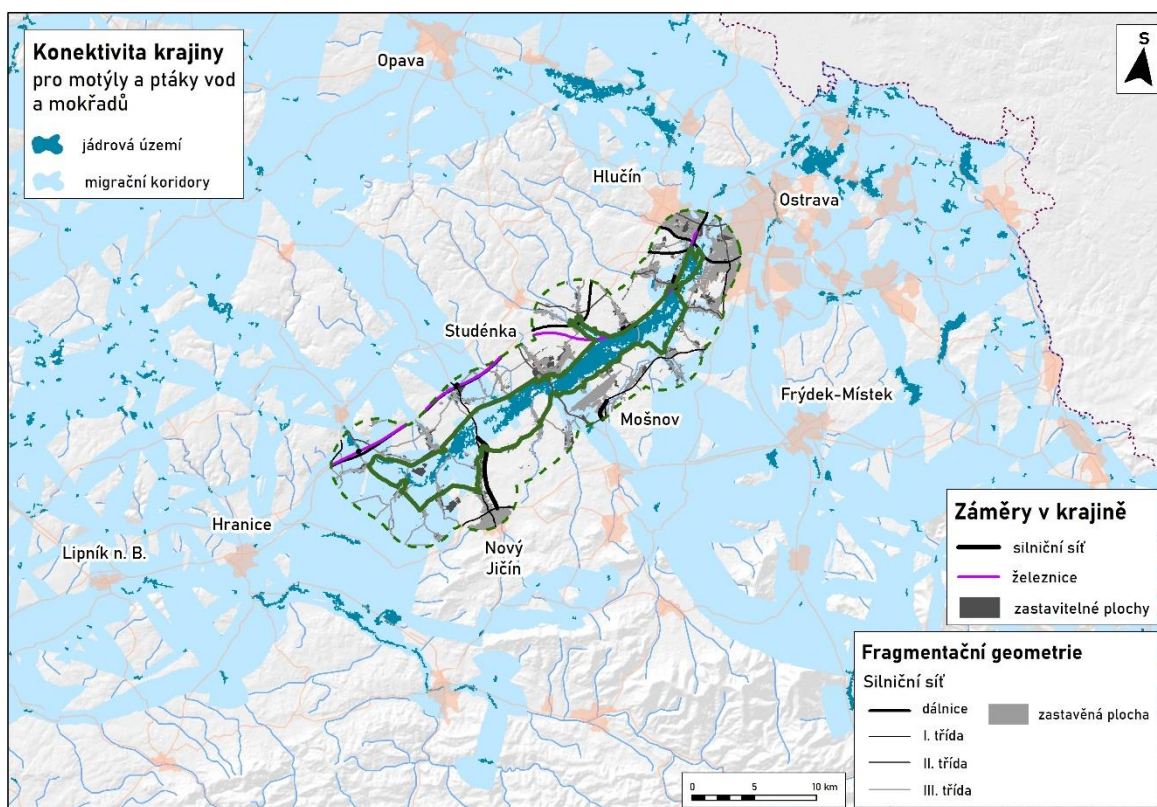 Konektivita krajiny
pro motýly a ptáky vod
a mokřadů
jádrová území
migrační koridory
S
Opava
Hlučín
Ostrava
Studénka
Mošnov
Frýdek-Místek
Hranice
Lipník n. B.
Nový
Jičín
Záměry v krajině
silniční síť
železnice
zastavitelné plochy
Fragmentační geometrie
Silniční síť
dálnice
zastavěná plocha
I. třída
II. třída
III. třída
0 5 10 km